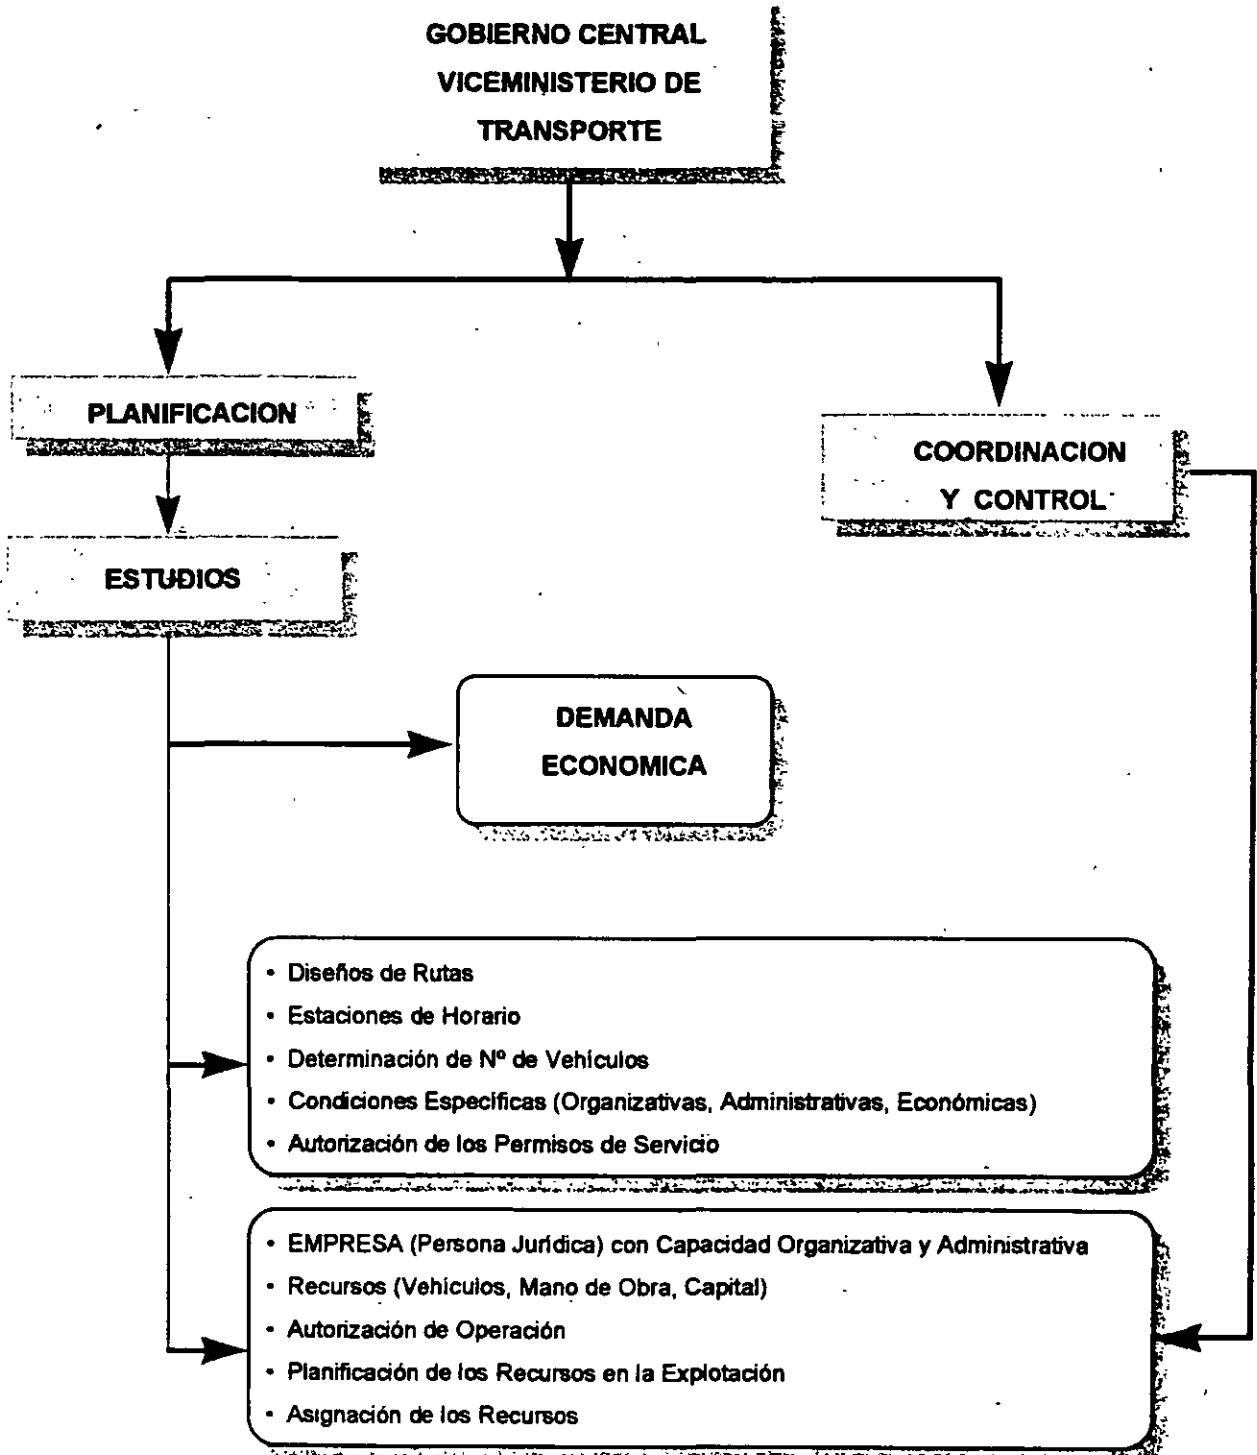 GOBIERNO CENTRAL
VICEMINISTERIO DE
TRANSPORTE
PLANIFICACION
COORDINACION
Y CONTROL
ESTUDIOS
DEMANDA
ECONOMICA
• Diseños de Rutas
• Estaciones de Horario
• Determinación de Nº de Vehículos
• Condiciones Específicas (Organizativas, Administrativas, Económicas)
• Autorización de los Permisos de Servicio
• EMPRESA (Persona Jurídica) con Capacidad Organizativa y Administrativa
• Recursos (Vehículos, Mano de Obra, Capital)
• Autorización de Operación
• Planificación de los Recursos en la Explotación
• Asignación de los Recursos